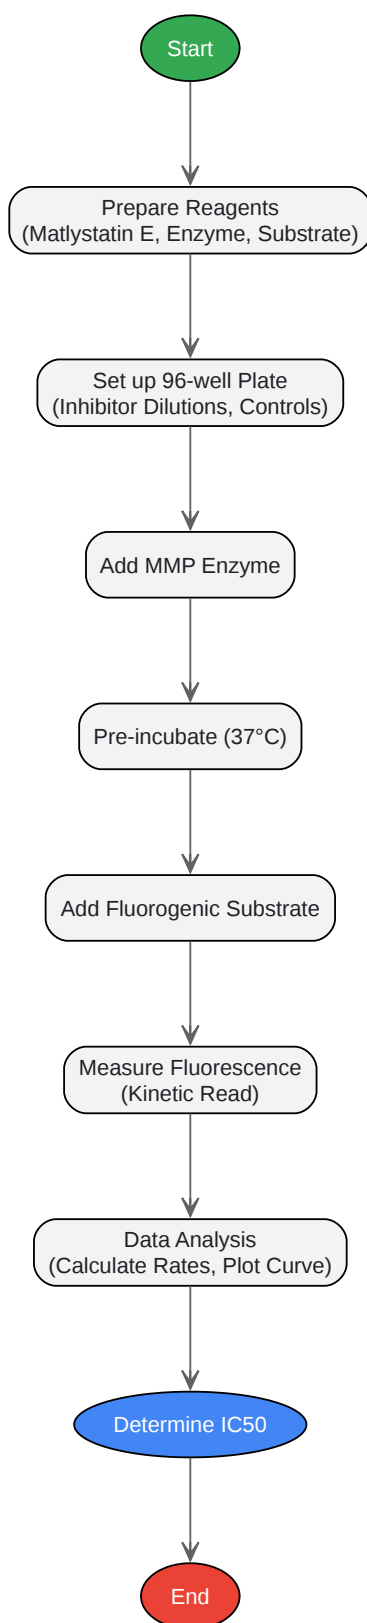 Start
Prepare Reagents
(Matlystatin E, Enzyme, Substrate)
Set up 96-well Plate
(Inhibitor Dilutions, Controls)
Add MMP Enzyme
Pre-incubate (37°C)
Add Fluorogenic Substrate
Measure Fluorescence
(Kinetic Read)
Data Analysis
(Calculate Rates, Plot Curve)
Determine IC50
End